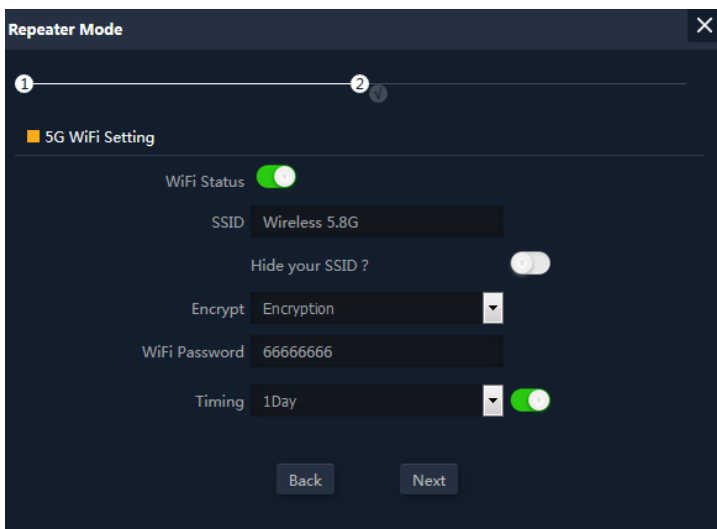 Repeater Mode
1 2 √
5G WiFi Setting
WiFi Status
SSID Wireless 5.8G
Hide your SSID ?
Encrypt Encryption
WiFi Password 66666666
Timing 1Day
Back Next